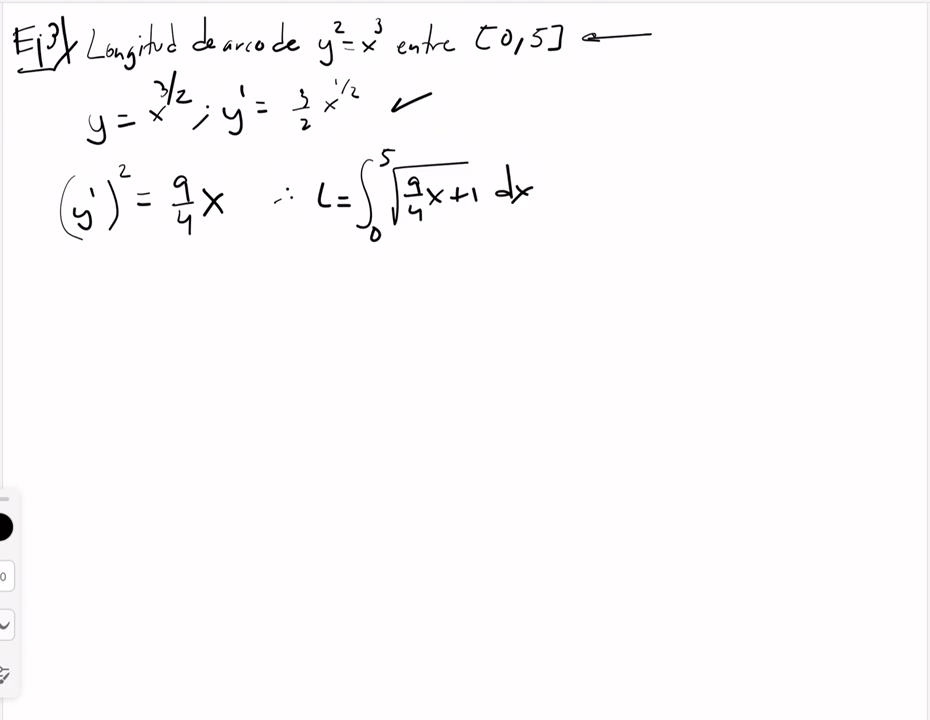 Ej3) Longitud de arco de y² = x³ entre [0,5] ←
y = x^{3/2} ; y' = 3/2 x^{1/2} ✓
(y')² = 9/4 x ∴ L = ∫₀⁵ √(9/4 x + 1) dx
0